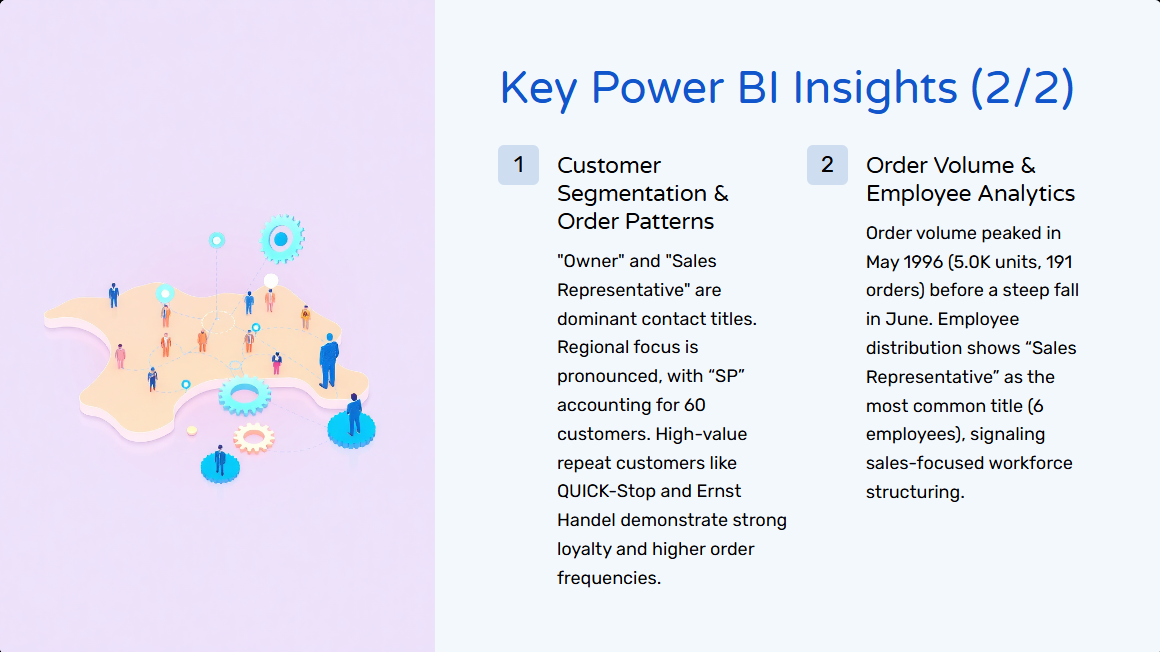 Key Power BI Insights (2/2)
1
Customer
Segmentation &
Order Patterns
"Owner" and "Sales
Representative" are
dominant contact titles.
Regional focus is
pronounced, with “SP”
accounting for 60
customers. High-value
repeat customers like
QUICK-Stop and Ernst
Handel demonstrate strong
loyalty and higher order
frequencies.
2
Order Volume &
Employee Analytics
Order volume peaked in
May 1996 (5.0K units, 191
orders) before a steep fall
in June. Employee
distribution shows “Sales
Representative” as the
most common title (6
employees), signaling
sales-focused workforce
structuring.